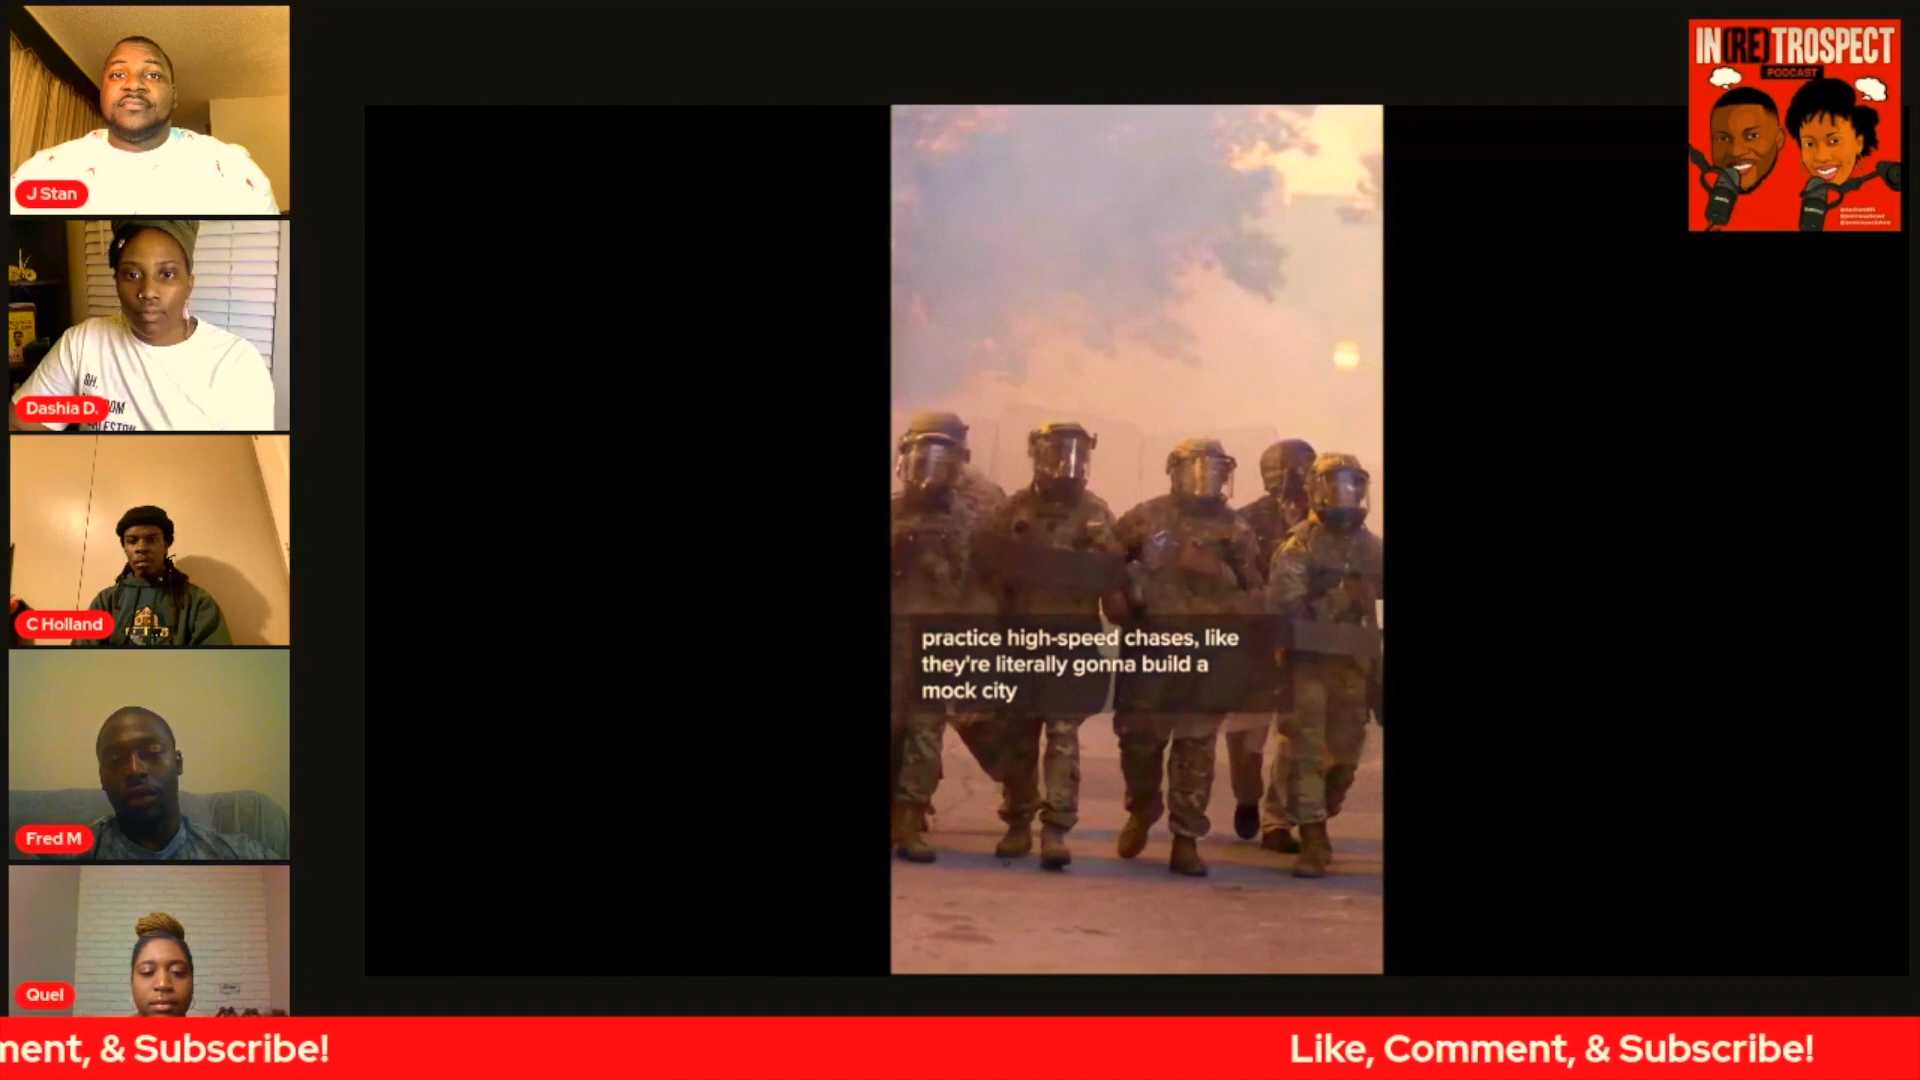 J Stan
OH,
Dashia D.
C Holland
Fred M
Quel
practice high-speed chases, like
they're literally gonna build a
mock city
IN(RE)TROSPECT
PODCAST
ment, & Subscribe!
Like, Comment, & Subscribe!